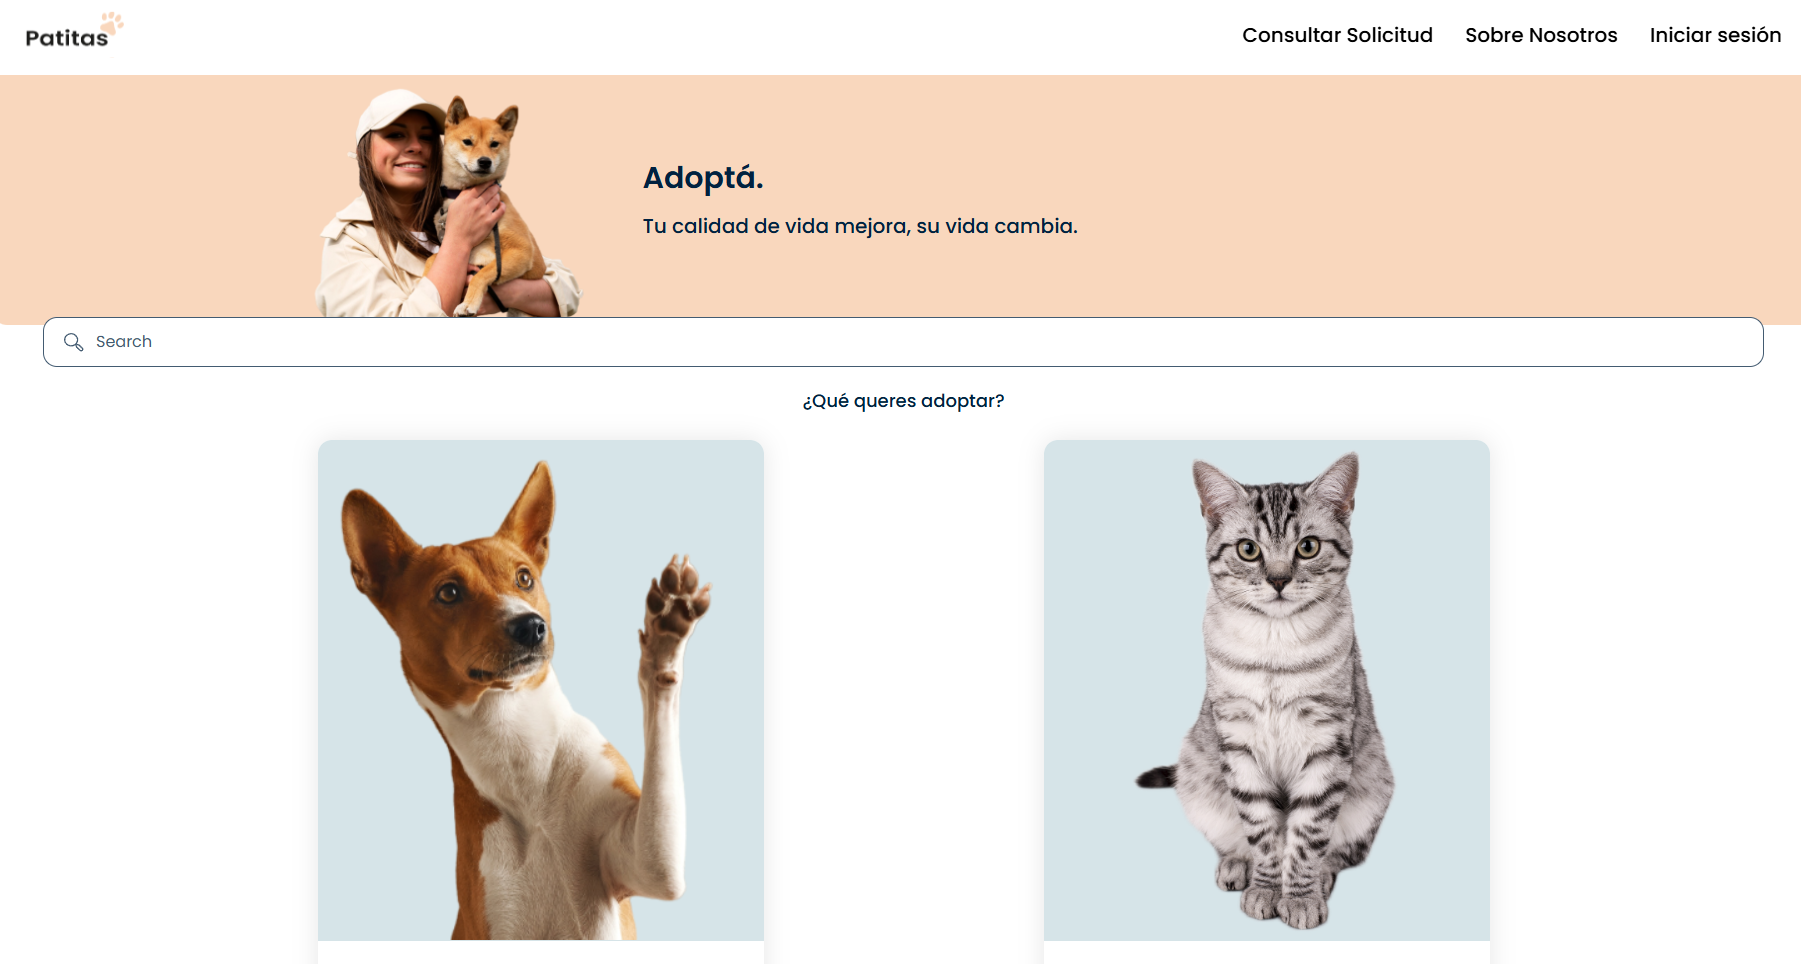 Patitas
Consultar Solicitud
Sobre Nosotros
Iniciar sesión
Adoptá.
Tu calidad de vida mejora, su vida cambia.
Search
¿Qué queres adoptar?